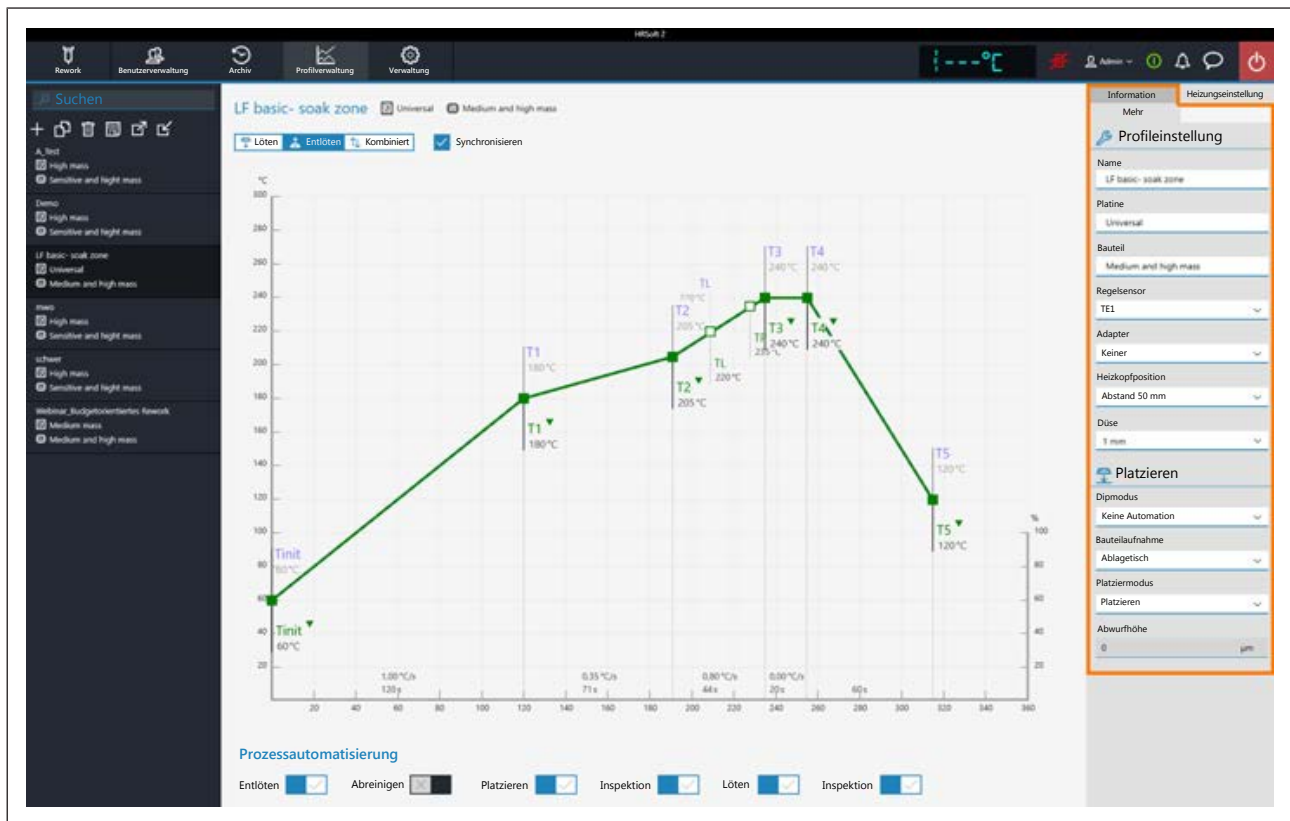 HRSoft 2
Rework
Benutzerverwaltung
Archiv
Profilverwaltung
Verwaltung
---°C
Admin
Suchen
A_Test
High mass
Sensitive and hight mass
Demo
High mass
Sensitive and hight mass
LF basic- soak zone
Universal
Medium and high mass
mwo
High mass
Sensitive and hight mass
schwer
High mass
Sensitive and hight mass
Webinar_Budgetorientiertes Rework
Medium mass
Medium and high mass
LF basic- soak zone
Universal
Medium and high mass
Löten
Entlöten
Kombiniert
Synchronisieren
°C
300
280
260
240
220
200
180
160
140
120
100
80
60
40
20
Tinit
60°C
Tinit
60°C
T1
180°C
T1
180°C
T2
205°C
T2
205°C
TL
TL
220°C
T3
240°C
T3
240°C
T4
240°C
T4
240°C
T5
120°C
T5
120°C
%
100
80
60
40
20
1,00 °C/s
120 s
0,35 °C/s
71 s
0,80 °C/s
44 s
0,00 °C/s
20 s
60 s
20 40 60 80 100 120 140 160 180 200 220 240 260 280 300 320 340 360
Prozessautomatisierung
Entlöten
Abreinigen
Platzieren
Inspektion
Löten
Inspektion
Information
Heizungseinstellung
Mehr
Profileinstellung
Name
LF basic- soak zone
Platine
Universal
Bauteil
Medium and high mass
Regelsensor
TE1
Adapter
Keiner
Heizkopfposition
Abstand 50 mm
Düse
1 mm
Platzieren
Dipmodus
Keine Automation
Bauteilaufnahme
Ablagetisch
Platziermodus
Platzieren
Abwurfhöhe
0 µm